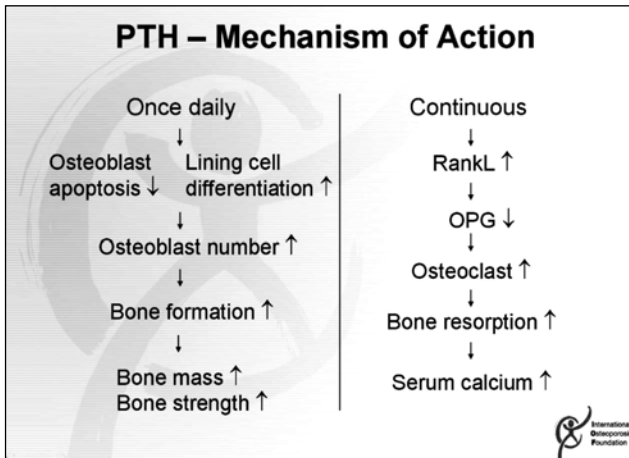 PTH – Mechanism of Action
Once daily
↓
Osteoblast apoptosis ↓
Lining cell differentiation ↑
↓
Osteoblast number ↑
↓
Bone formation ↑
↓
Bone mass ↑
Bone strength ↑
Continuous
↓
RankL ↑
↓
OPG ↓
↓
Osteoclast ↑
↓
Bone resorption ↑
↓
Serum calcium ↑
International
Osteoporosis
Foundation